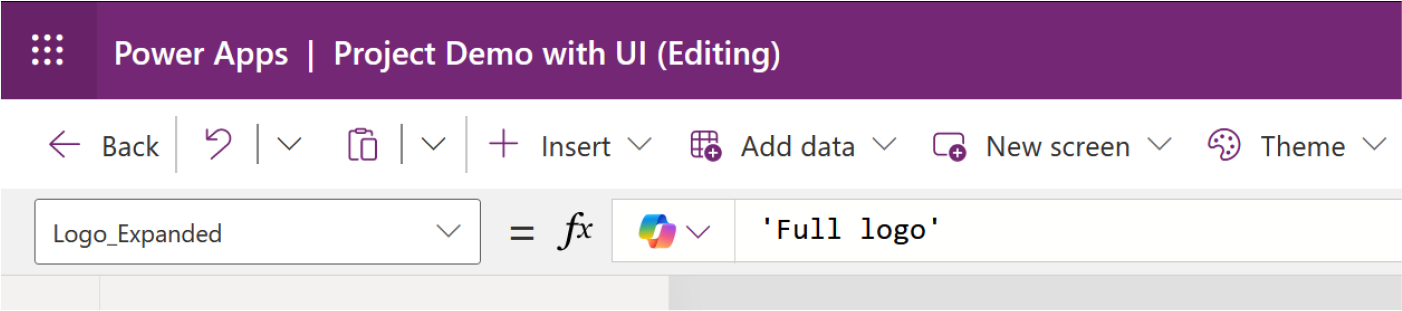 Power Apps | Project Demo with UI (Editing)
Back Insert Add data New screen Theme
Logo_Expanded = fx 'Full logo'